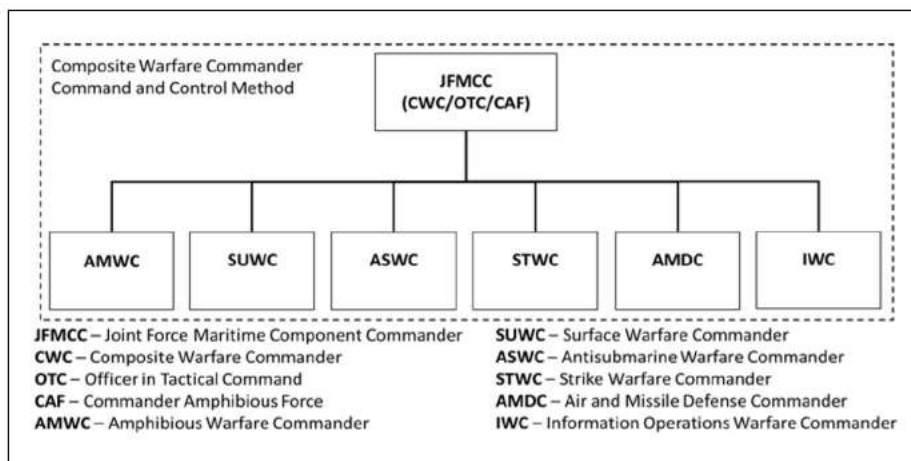 Composite Warfare Commander
Command and Control Method
JFMCC
(CWC/OTC/CAF)
AMWC
SUWC
ASWC
STWC
AMDC
IWC
JFMCC – Joint Force Maritime Component Commander
CWC – Composite Warfare Commander
OTC – Officer in Tactical Command
CAF – Commander Amphibious Force
AMWC – Amphibious Warfare Commander
SUWC – Surface Warfare Commander
ASWC – Antisubmarine Warfare Commander
STWC – Strike Warfare Commander
AMDC – Air and Missile Defense Commander
IWC – Information Operations Warfare Commander